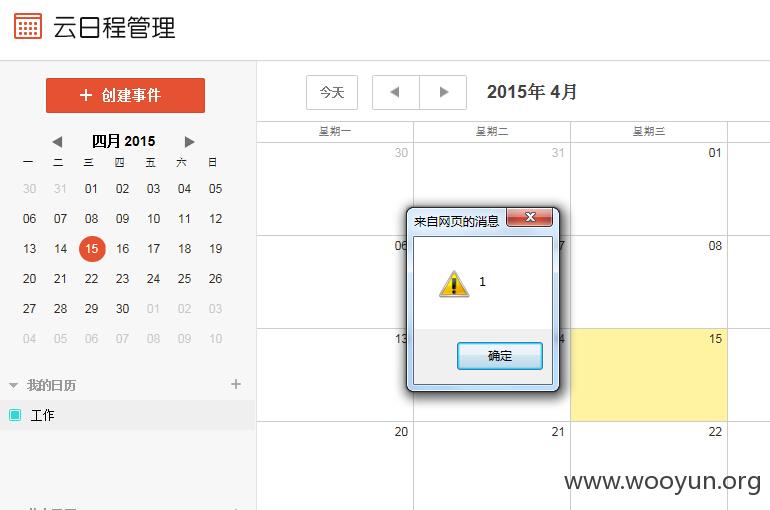 云日程管理
+ 创建事件
今天
2015年 4月
四月 2015
一 二 三 四 五 六 日
30 31 01 02 03 04 05
06 07 08 09 10 11 12
13 14 15 16 17 18 19
20 21 22 23 24 25 26
27 28 29 30 01 02 03
04 05 06 07 08 09 10
我的日历 +
工作
星期一 星期二 星期三
30 31 01
06 7 08
13 4 15
20 21 22
来自网页的消息
1
确定
www.wooyun.org